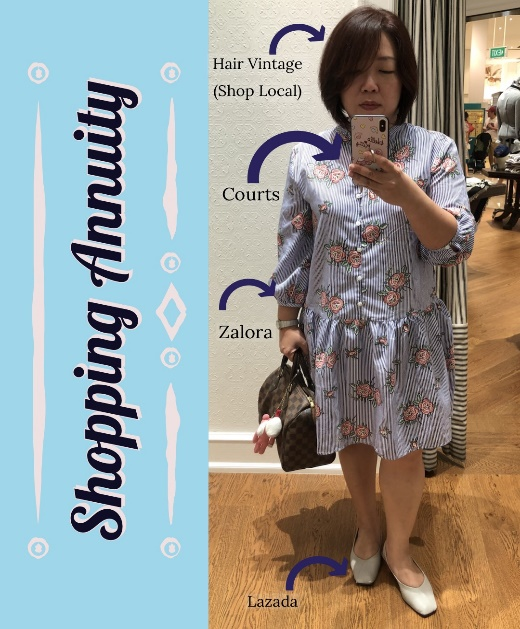 Shopping Annuity
Hair Vintage
(Shop Local)
Courts
Zalora
Lazada